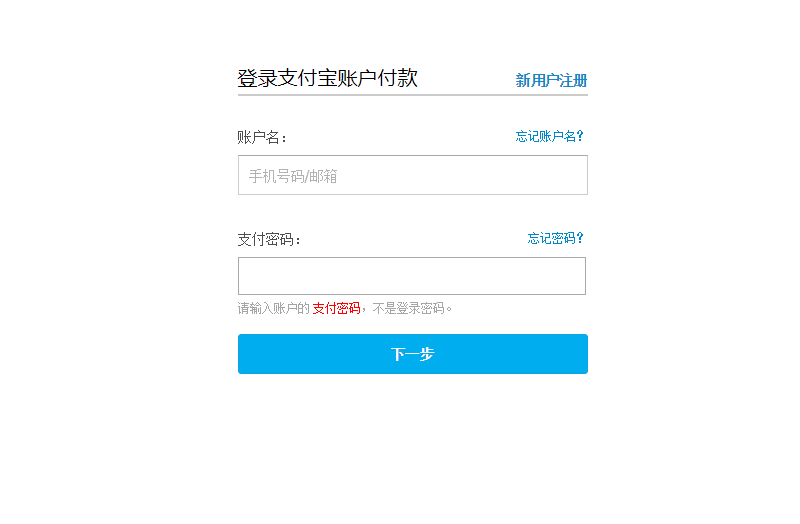 登录支付宝账户付款 新用户注册
账户名： 忘记账户名？
手机号码/邮箱
支付密码： 忘记密码？
请输入账户的 支付密码，不是登录密码。
下一步